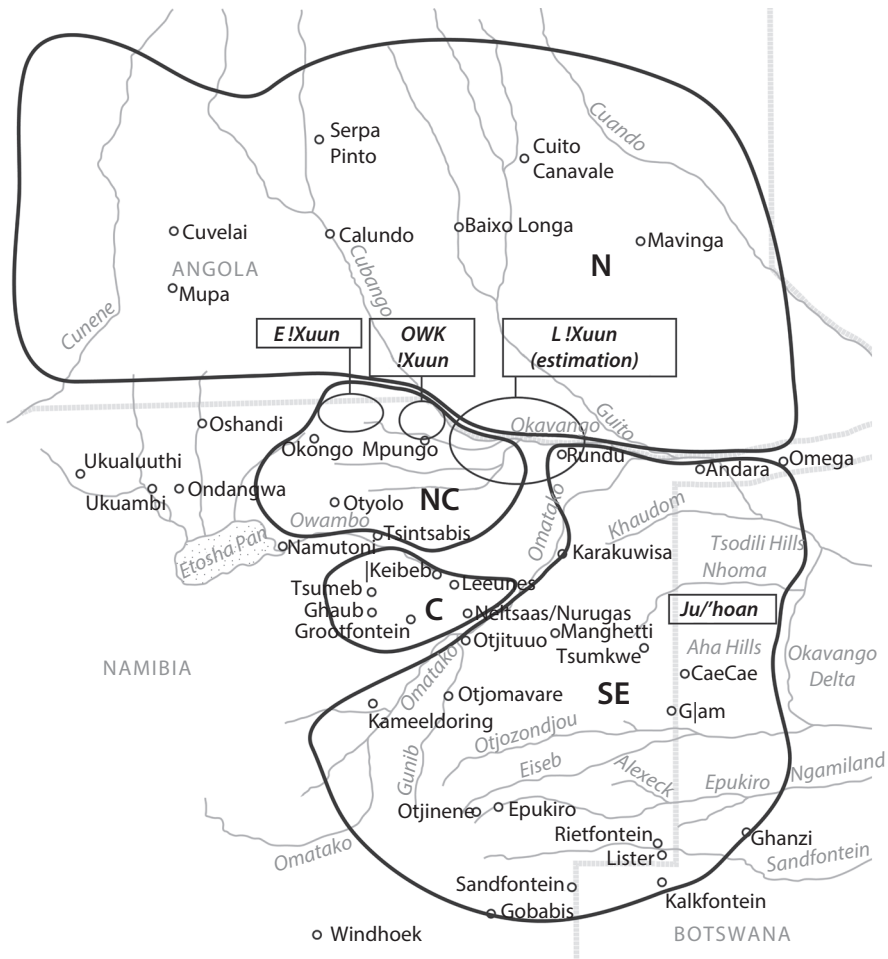 Serpa
Pinto
Cuito
Canavale
Cuando
Cuvelai
Calundo
Baixo Longa
Mavinga
ANGOLA
N
Mupa
Cubango
Cunene
E !Xuun
OWK
!Xuun
L !Xuun
(estimation)
Oshandi
Okongo
Mpungo
Okavango
Guito
Rundu
Ukualuuthi
Ukuambi
Ondangwa
Andara
Omega
Otyolo
NC
Owambo
Tsintsabis
Omatako
Khaudom
Etosha Pan
Namutoni
Karakuwisa
Tsodili Hills
Nhoma
|Keibeb
Tsumeb
Leeunes
Ghaub
C
Neitsaas/Nurugas
Grootfontein
Otjituuo
Manghetti
Tsumkwe
Ju/’hoan
Aha Hills
NAMIBIA
Omatako
CaeCae
Okavango
Delta
SE
Otjomavare
G|am
Kameeldoring
Otjozondjou
Gunib
Eiseb
Alexeck
Epukiro
Ngamiland
Otjinene
Epukiro
Rietfontein
Ghanzi
Omatako
Lister
Sandfontein
Sandfontein
Kalkfontein
Gobabis
Windhoek
BOTSWANA